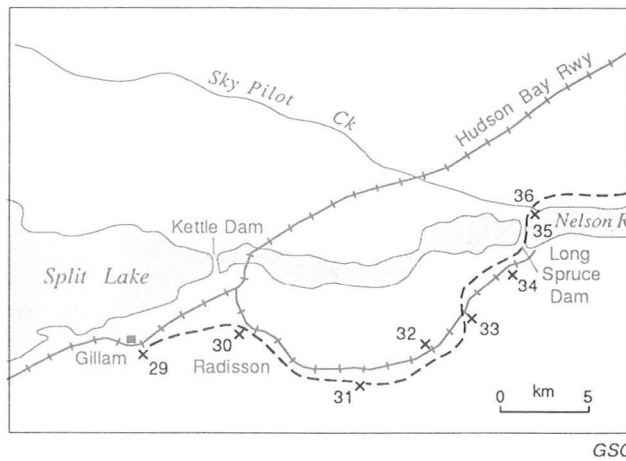 Sky Pilot Ck
Hudson Bay Rwy
Kettle Dam
36
Nelson R
35
Split Lake
Long
Spruce
Dam
34
33
32
30
Gillam
29
Radisson
31
km
0 5
GSC